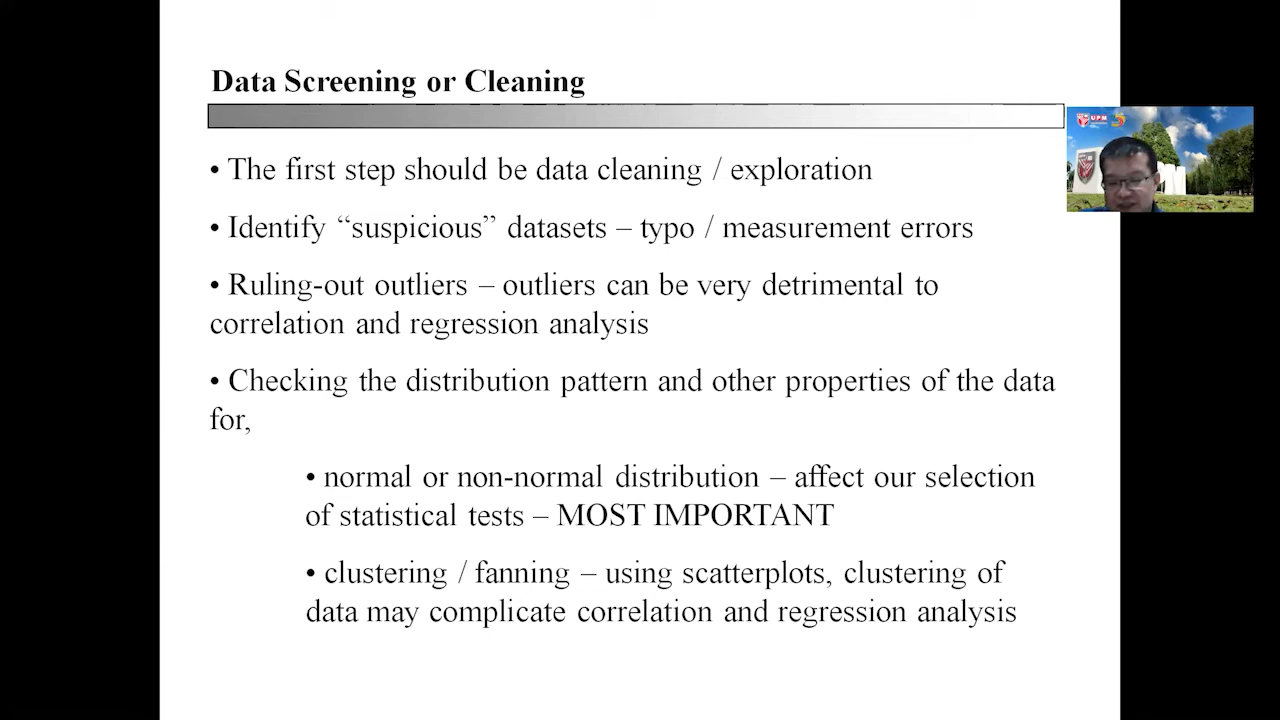 Data Screening or Cleaning
• The first step should be data cleaning / exploration
• Identify “suspicious” datasets – typo / measurement errors
• Ruling-out outliers – outliers can be very detrimental to
correlation and regression analysis
• Checking the distribution pattern and other properties of the data
for,
• normal or non-normal distribution – affect our selection
of statistical tests – MOST IMPORTANT
• clustering / fanning – using scatterplots, clustering of
data may complicate correlation and regression analysis
UPM